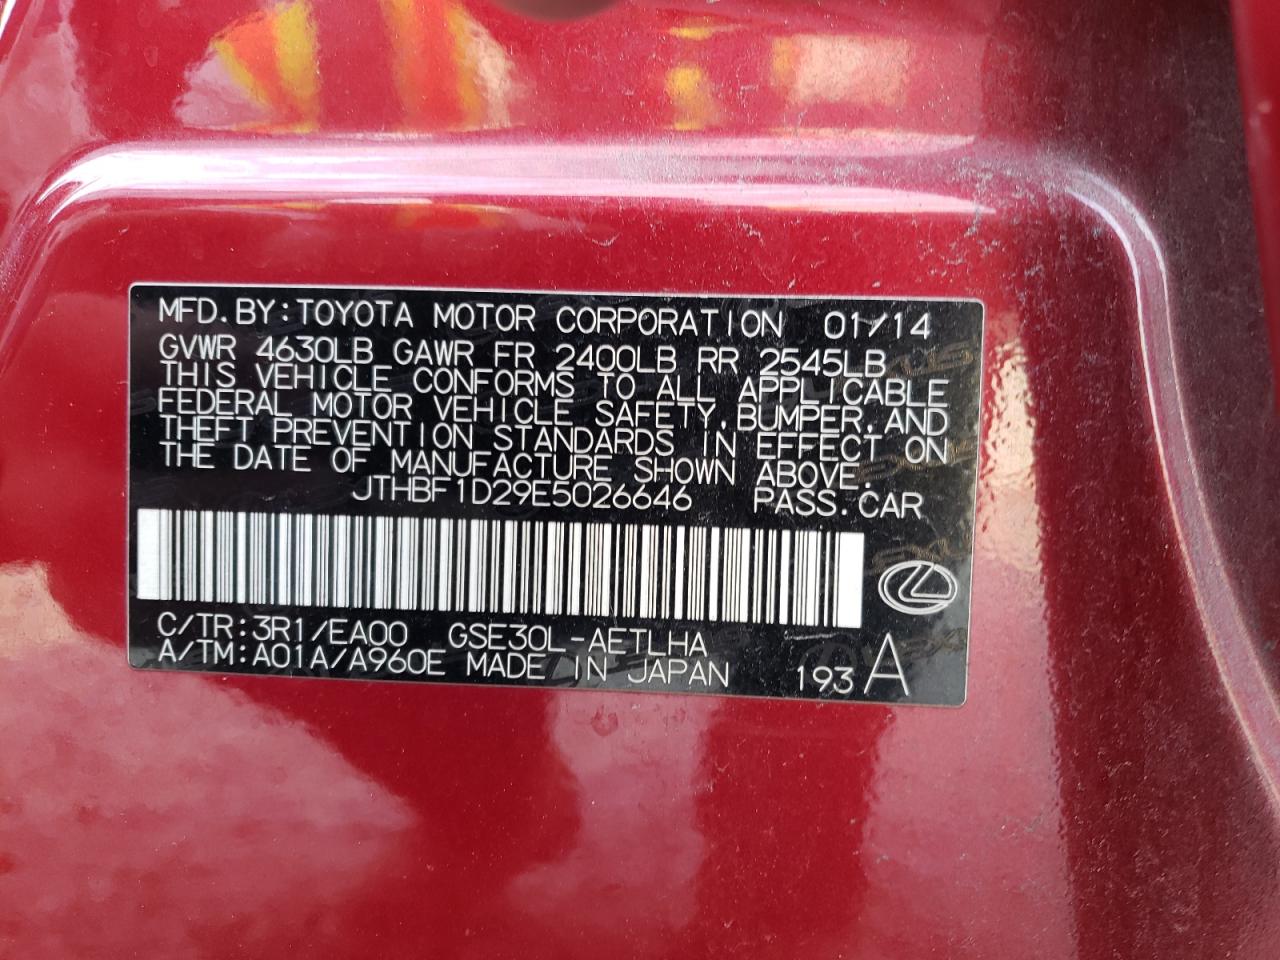 MFD.BY:TOYOTA MOTOR CORPORATION 01/14
GVWR 4630LB GAWR FR 2400LB RR 2545LB
THIS VEHICLE CONFORMS TO ALL APPLICABLE
FEDERAL MOTOR VEHICLE SAFETY,BUMPER,AND
THEFT PREVENTION STANDARDS IN EFFECT ON
THE DATE OF MANUFACTURE SHOWN ABOVE.
JTHBF1D29E5026646 PASS.CAR
C/TR:3R1/EA00 GSE30L-AETLHA
A/TM:A01A/A960E MADE IN JAPAN 193 A